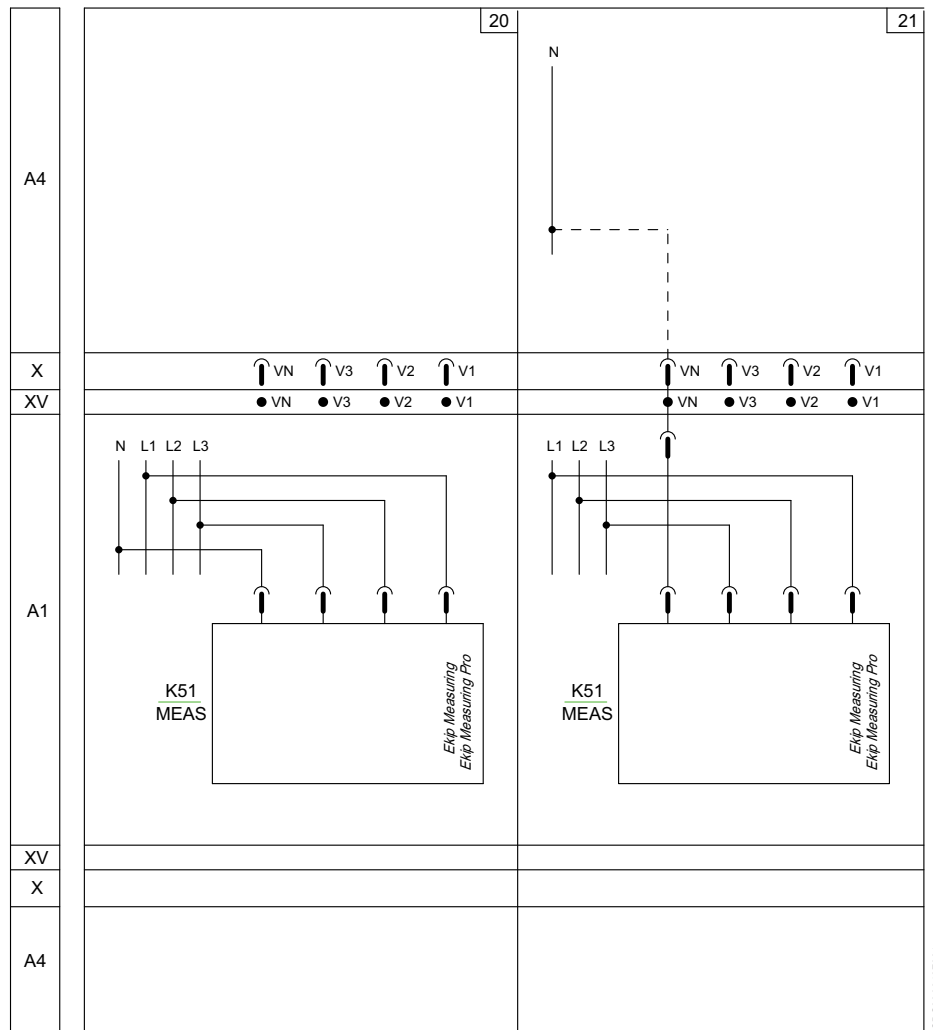 20
21
N
A4
X
VN V3 V2 V1
VN V3 V2 V1
XV
VN V3 V2 V1
VN V3 V2 V1
N L1 L2 L3
L1 L2 L3
A1
K51
MEAS
Ekip Measuring
Ekip Measuring Pro
K51
MEAS
Ekip Measuring
Ekip Measuring Pro
XV
X
A4